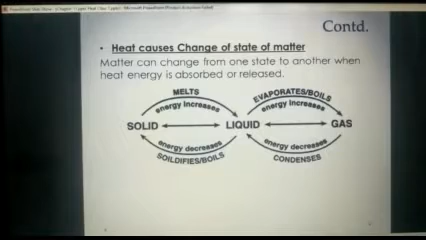 Contd.
• Heat causes Change of state of matter
Matter can change from one state to another when
heat energy is absorbed or released.
MELTS
energy increases
EVAPORATES/BOILS
energy increases
SOLID
LIQUID
GAS
energy decreases
SOILDIFIES/BOILS
energy decreases
CONDENSES